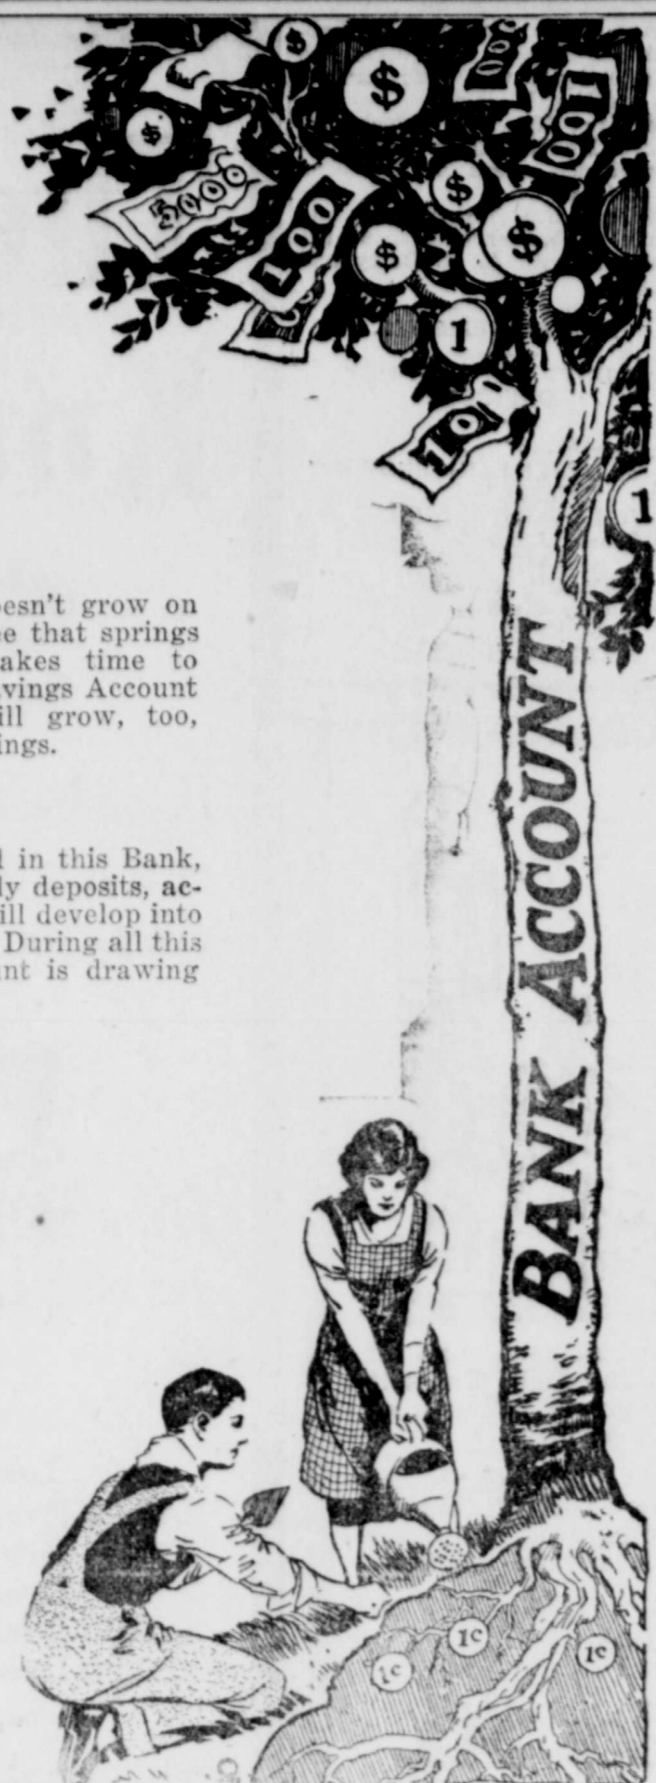 $
$
100
$
5000
100
$
$
$
1
10
1
esn't grow on
e that springs
akes time to
vings Account
ill grow, too,
ings.
BANK ACCOUNT
in this Bank,
ly deposits, ac-
ill develop into
During all this
nt is drawing
1c
1c
1c